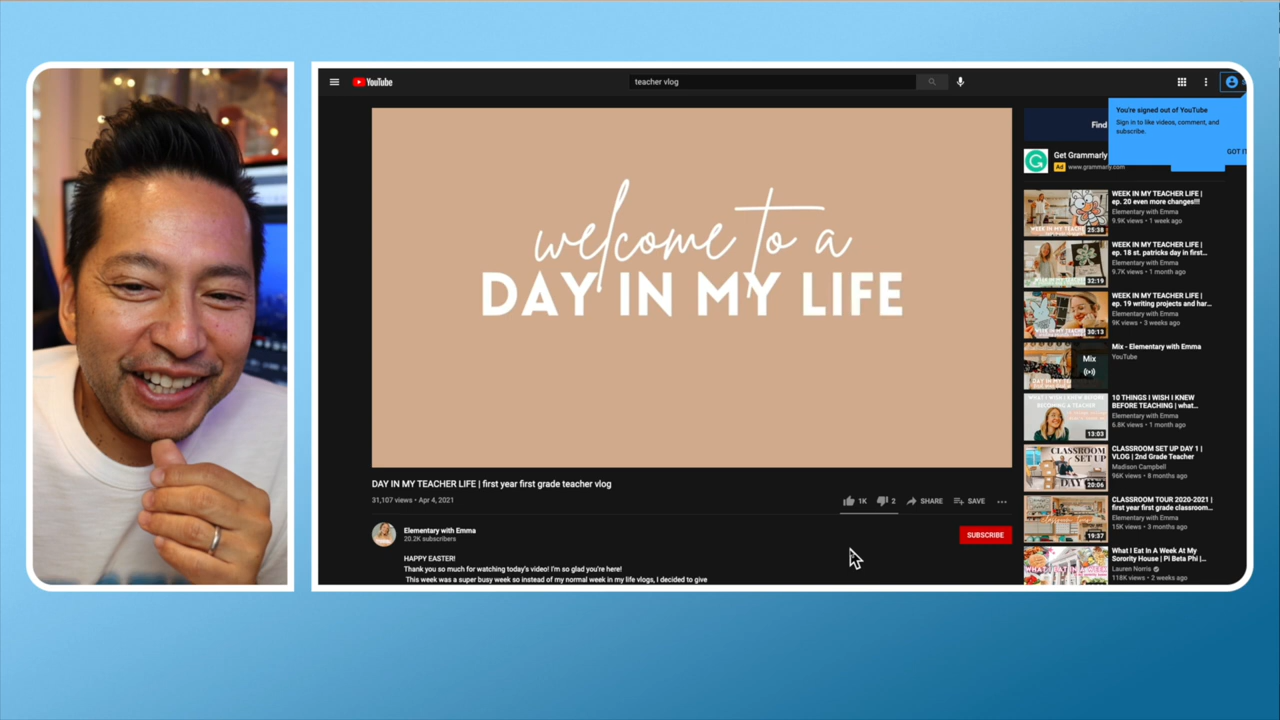 YouTube
teacher vlog
welcome to a
DAY IN MY LIFE
DAY IN MY TEACHER LIFE | first year first grade teacher vlog
31,107 views • Apr 4, 2021
1K
2
SHARE
SAVE
Elementary with Emma
20.2K subscribers
SUBSCRIBE
HAPPY EASTER!
Thank you so much for watching today's video! I'm so glad you're here!
This week was a super busy week so instead of my normal week in my life vlogs, I decided to give
You're signed out of YouTube
Sign in to like videos, comment, and
subscribe.
GOT IT
Find
Get Grammarly
Ad www.grammarly.com
WEEK IN MY TEACHER LIFE |
ep. 20 even more changes!!!
Elementary with Emma
9.9K views • 1 week ago
25:38
WEEK IN MY TEACHER LIFE |
ep. 18 st. patricks day in first...
Elementary with Emma
9.7K views • 1 month ago
32:19
WEEK IN MY TEACHER LIFE |
ep. 19 writing projects and har...
Elementary with Emma
9K views • 3 weeks ago
30:13
Mix
Mix - Elementary with Emma
YouTube
10 THINGS I WISH I KNEW
BEFORE TEACHING | what...
Elementary with Emma
6.8K views • 1 month ago
13:03
CLASSROOM SET UP DAY 1 |
VLOG | 2nd Grade Teacher
Madison Campbell
96K views • 8 months ago
CLASSROOM
SET UP
DAY
20:06
CLASSROOM TOUR 2020-2021 |
first year first grade classroom...
Elementary with Emma
15K views • 3 months ago
19:37
What I Eat In A Week At My
Sorority House | Pi Beta Phi |...
Lauren Norris
118K views • 2 weeks ago